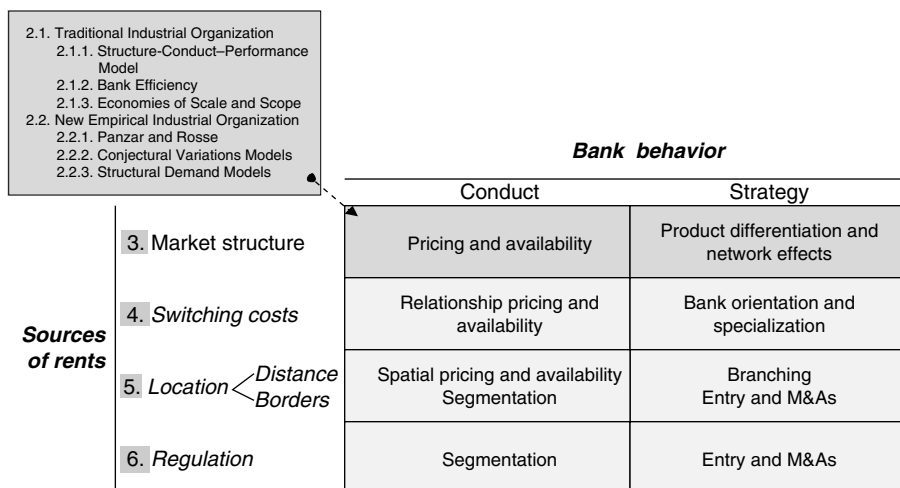 2.1. Traditional Industrial Organization
2.1.1. Structure-Conduct–Performance
Model
2.1.2. Bank Efficiency
2.1.3. Economies of Scale and Scope
2.2. New Empirical Industrial Organization
2.2.1. Panzar and Rosse
2.2.2. Conjectural Variations Models
2.2.3. Structural Demand Models
Bank behavior
Conduct
Strategy
3. Market structure
Pricing and availability
Product differentiation and
network effects
4. Switching costs
Relationship pricing and
availability
Bank orientation and
specialization
Sources
of rents
5. Location
Distance
Borders
Spatial pricing and availability
Segmentation
Branching
Entry and M&As
6. Regulation
Segmentation
Entry and M&As